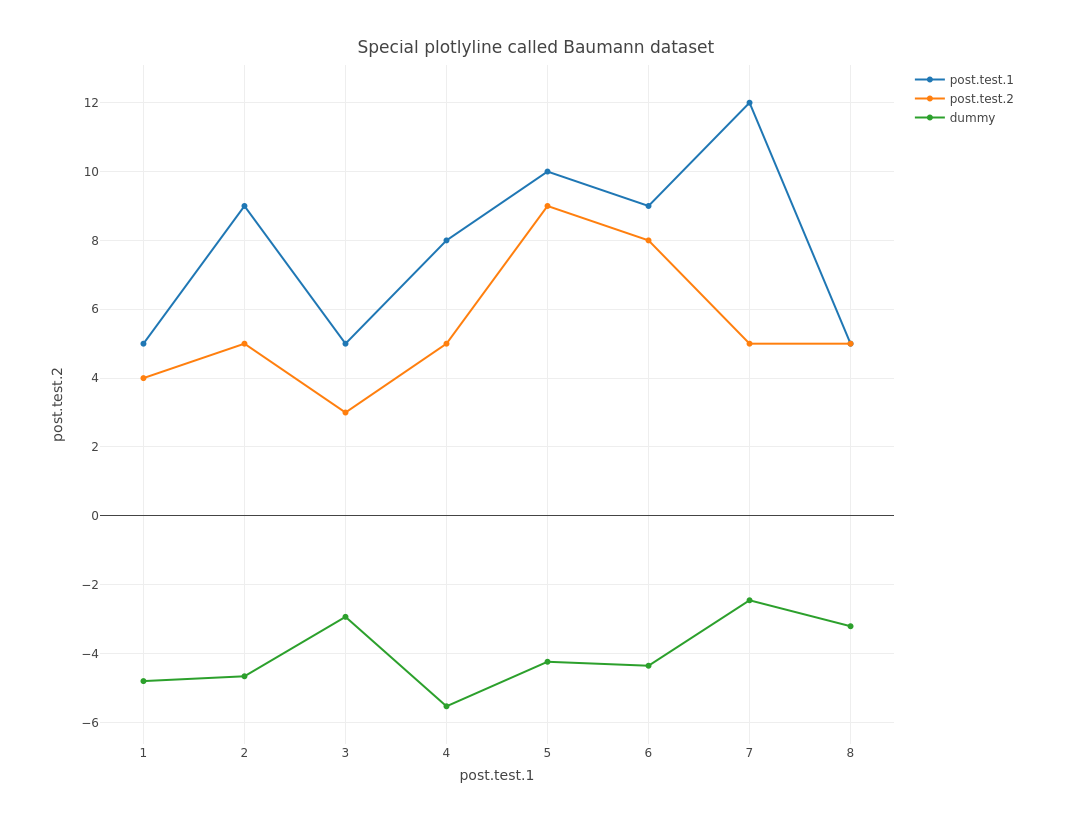 Special plotlyline called Baumann dataset
post.test.1
post.test.2
dummy
12
10
8
6
4
2
0
−2
−4
−6
post.test.2
1 2 3 4 5 6 7 8
post.test.1